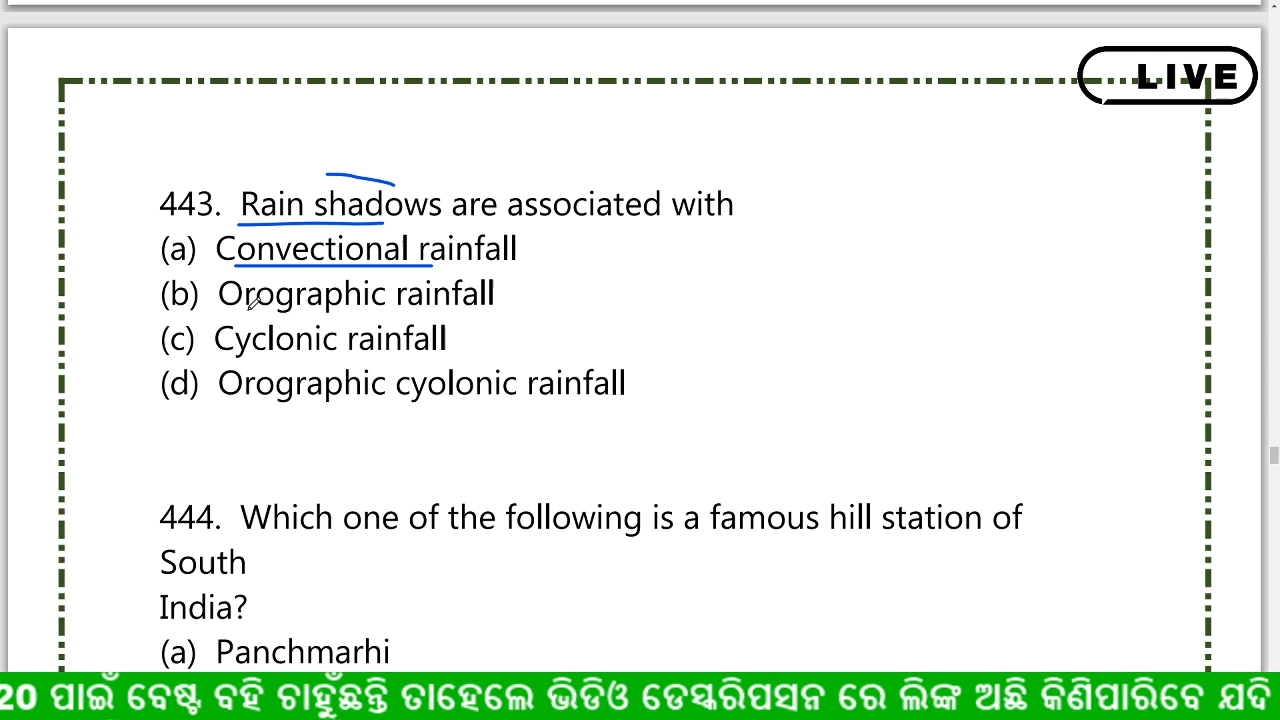 LIVE
443. Rain shadows are associated with
(a) Convectional rainfall
(b) Orographic rainfall
(c) Cyclonic rainfall
(d) Orographic cyolonic rainfall
444. Which one of the following is a famous hill station of
South
India?
(a) Panchmarhi
20 ପାଇଁ ବେଷ୍ଟ ବହି ଚାହୁଁଛନ୍ତି ତାହେଲେ ଭିଡିଓ ଡେସ୍କରିପସନ ରେ ଲିଙ୍କ ଅଛି କିଣିପାରିବେ ଯଦି